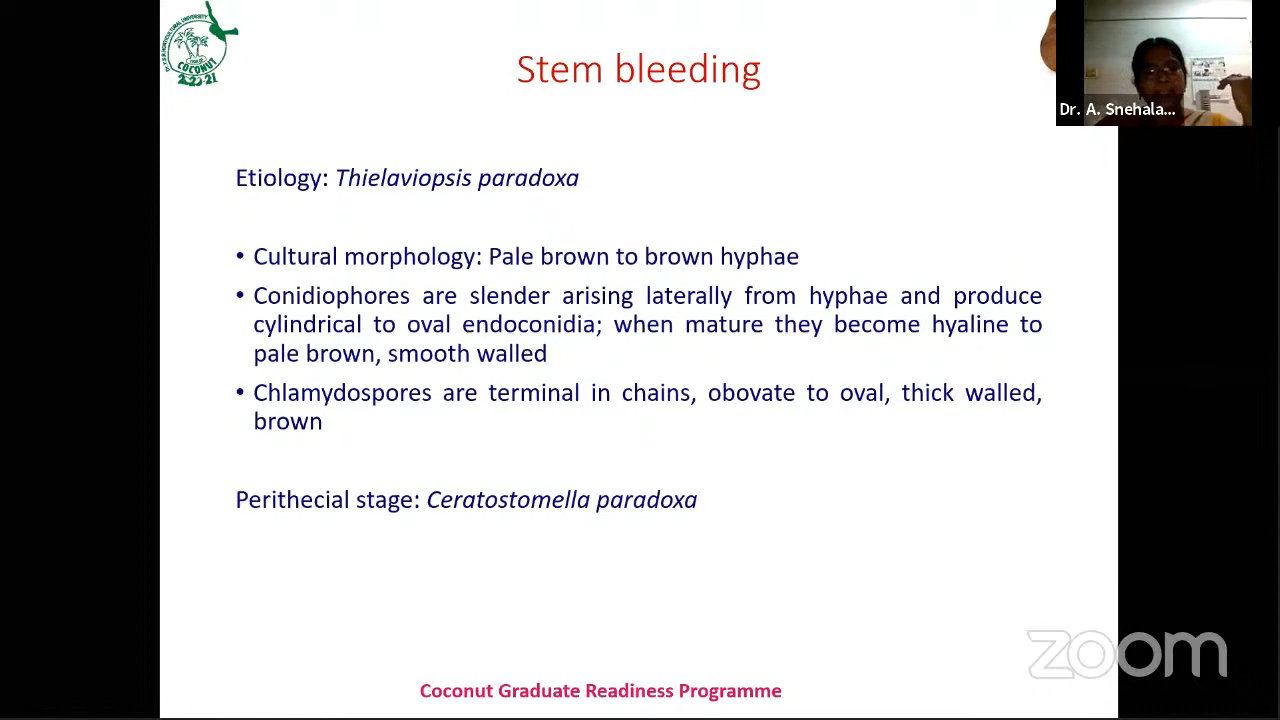 COCONUT
2021
Stem bleeding
Dr. A. Snehala...
Etiology: Thielaviopsis paradoxa
• Cultural morphology: Pale brown to brown hyphae
• Conidiophores are slender arising laterally from hyphae and produce
cylindrical to oval endoconidia; when mature they become hyaline to
pale brown, smooth walled
• Chlamydospores are terminal in chains, obovate to oval, thick walled,
brown
Perithecial stage: Ceratostomella paradoxa
zoom
Coconut Graduate Readiness Programme